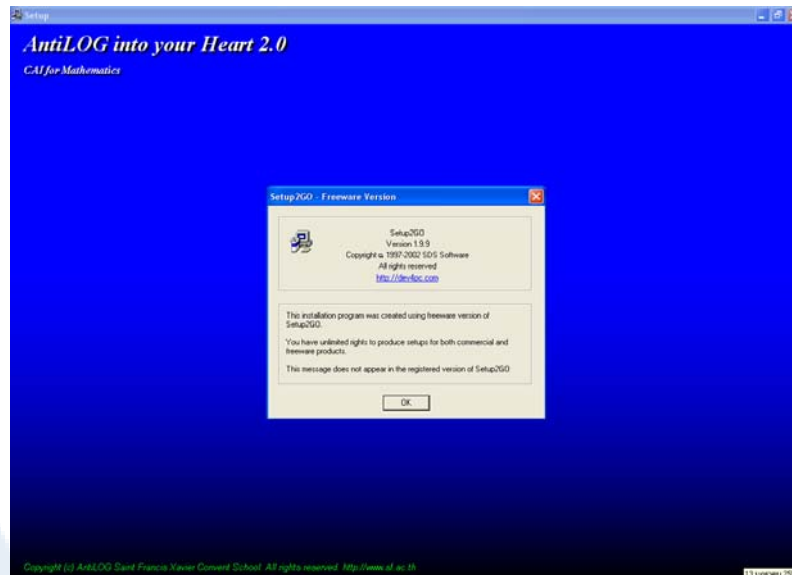 Setup
AntiLOG into your Heart 2.0
CAI for Mathematics
Setup2GO - Freeware Version
Setup2GO
Version 1.9.9
Copyright © 1997-2002 SDS Software
All rights reserved
http://dev4pc.com
This installation program was created using freeware version of
Setup2GO.
You have unlimited rights to produce setups for both commercial and
freeware products.
This message does not appear in the registered version of Setup2GO
OK
Copyright (c) AntiLOG Saint Francis Xavier Convent School. All rights reserved. http://www.sf.ac.th